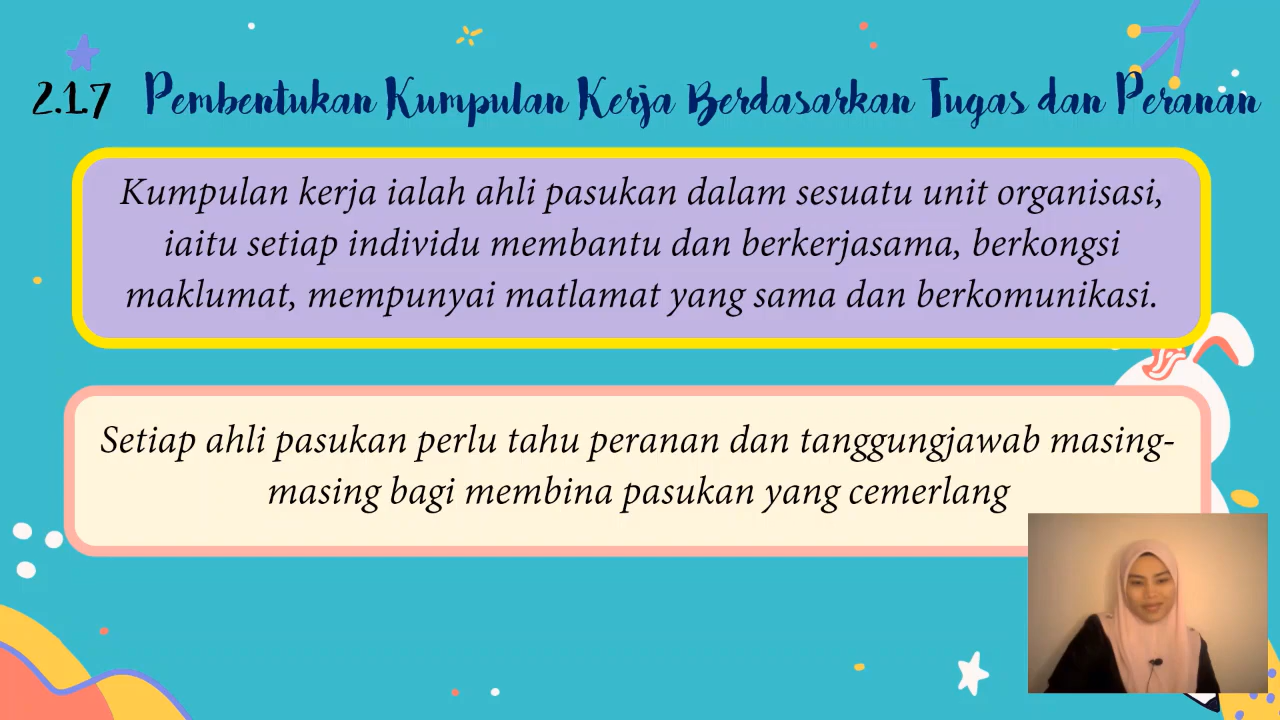 2.1.7 Pembentukan Kumpulan Kerja Berdasarkan Tugas dan Peranan
Kumpulan kerja ialah ahli pasukan dalam sesuatu unit organisasi,
iaitu setiap individu membantu dan berkerjasama, berkongsi
maklumat, mempunyai matlamat yang sama dan berkomunikasi.
Setiap ahli pasukan perlu tahu peranan dan tanggungjawab masing-
masing bagi membina pasukan yang cemerlang